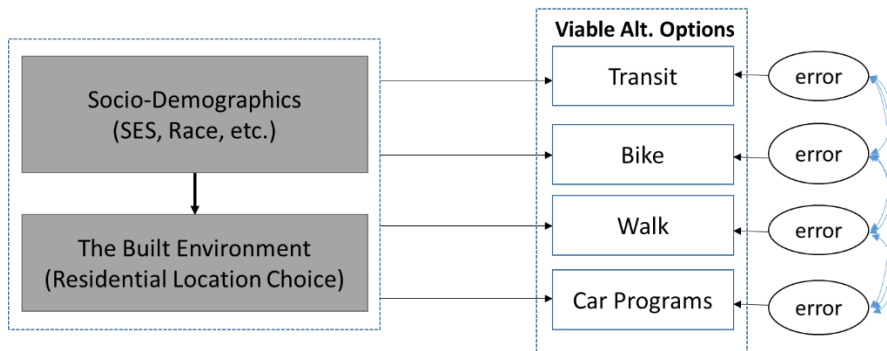 Socio-Demographics
(SES, Race, etc.)
The Built Environment
(Residential Location Choice)
Viable Alt. Options
Transit
Bike
Walk
Car Programs
error
error
error
error